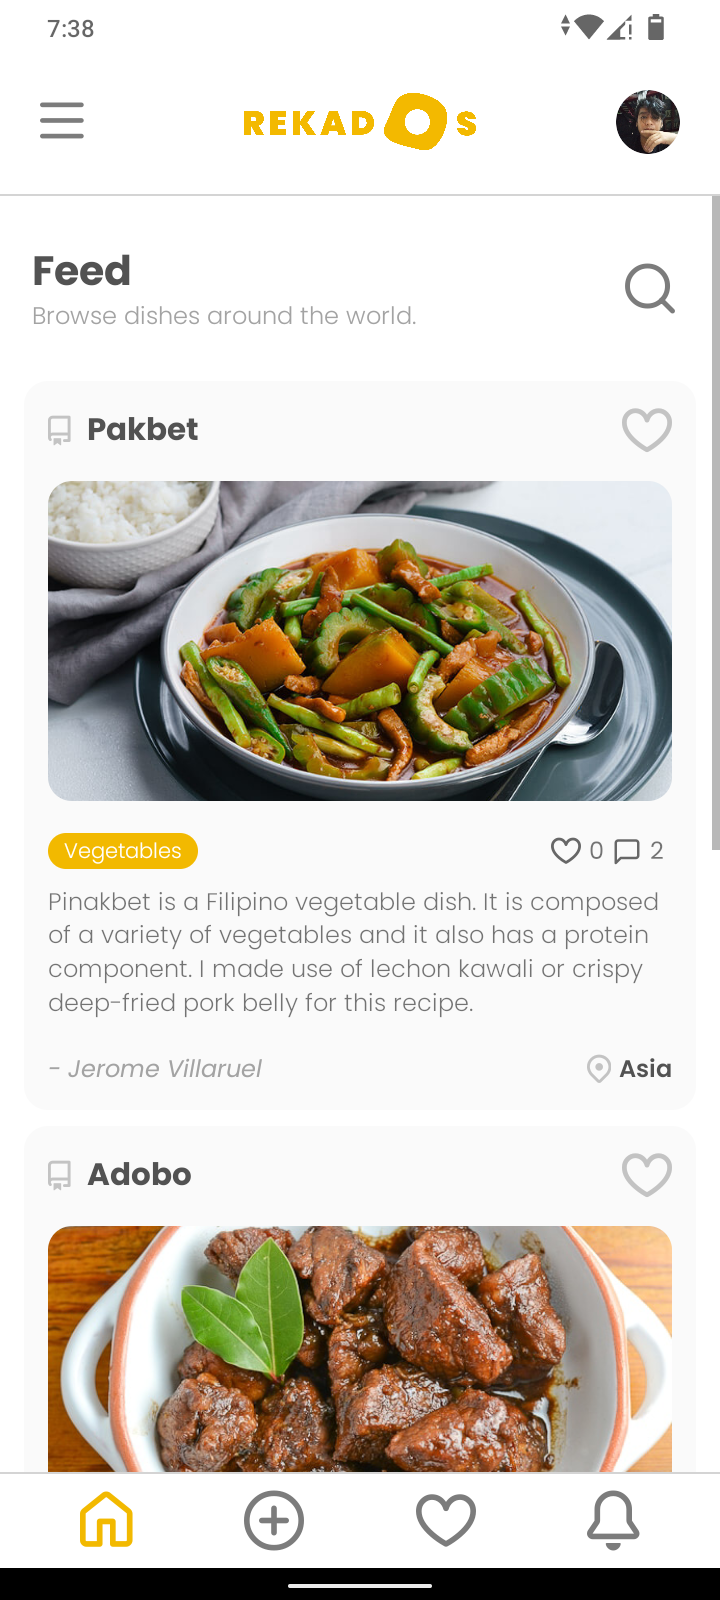 7:38
REKADOS
Feed
Browse dishes around the world.
Pakbet
Vegetables
0 2
Pinakbet is a Filipino vegetable dish. It is composed
of a variety of vegetables and it also has a protein
component. I made use of lechon kawali or crispy
deep-fried pork belly for this recipe.
- Jerome Villaruel
Asia
Adobo